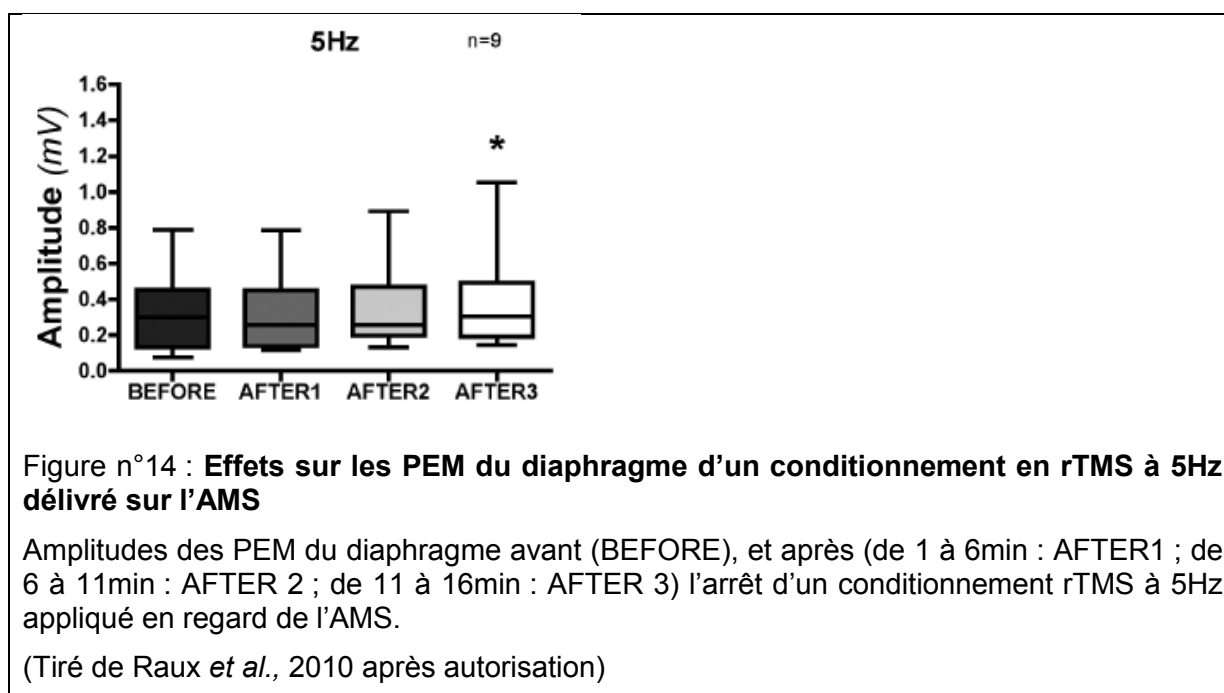 5Hz n=9
1.6
1.4
1.2
1.0
0.8
0.6
0.4
0.2
0.0
Amplitude (mV)
*
BEFORE AFTER1 AFTER2 AFTER3
Figure n°14 : Effets sur les PEM du diaphragme d'un conditionnement en rTMS à 5Hz
délivré sur l'AMS
Amplitudes des PEM du diaphragme avant (BEFORE), et après (de 1 à 6min : AFTER1 ; de
6 à 11min : AFTER 2 ; de 11 à 16min : AFTER 3) l'arrêt d'un conditionnement rTMS à 5Hz
appliqué en regard de l'AMS.
(Tiré de Raux et al., 2010 après autorisation)